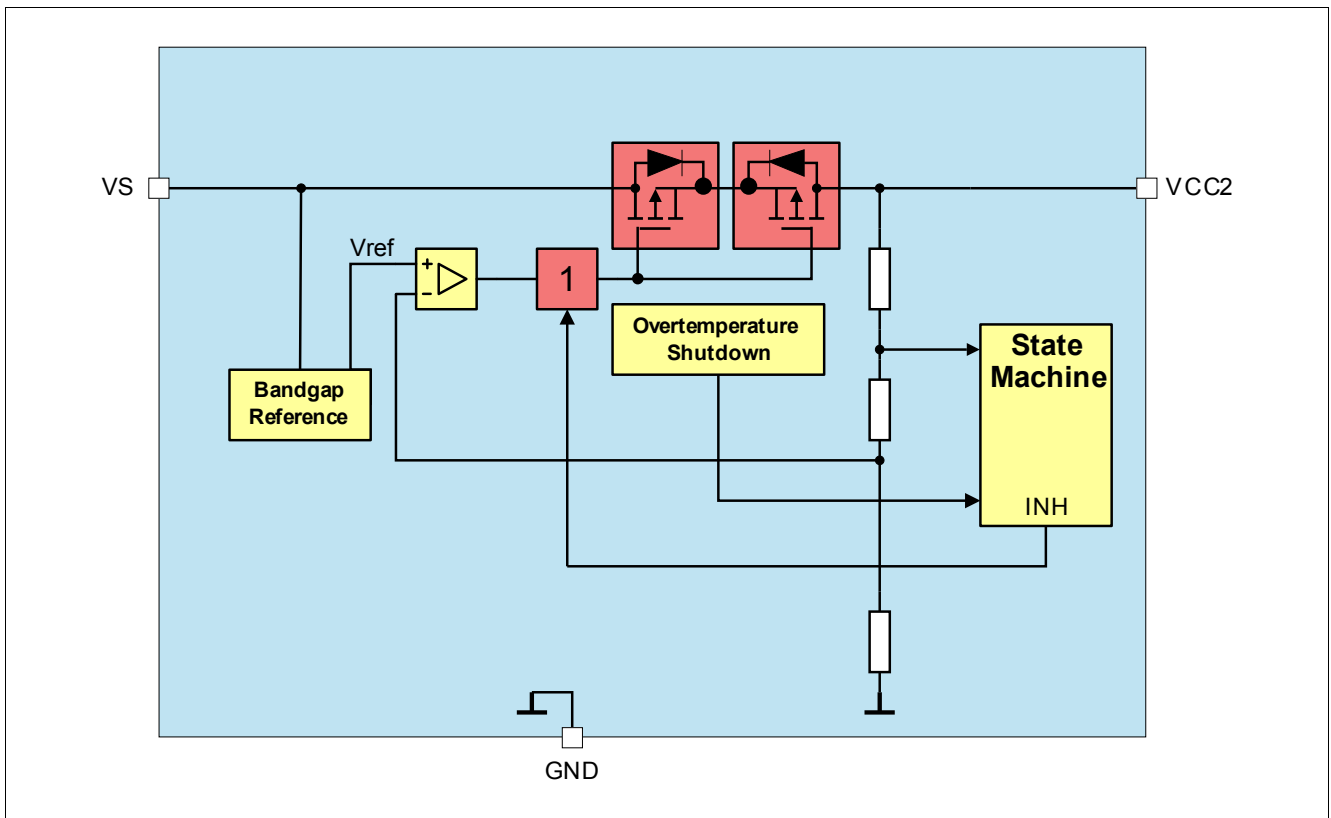 VS
VCC2
Vref
+
-
1
Overtemperature
Shutdown
State
Machine
Bandgap
Reference
INH
GND